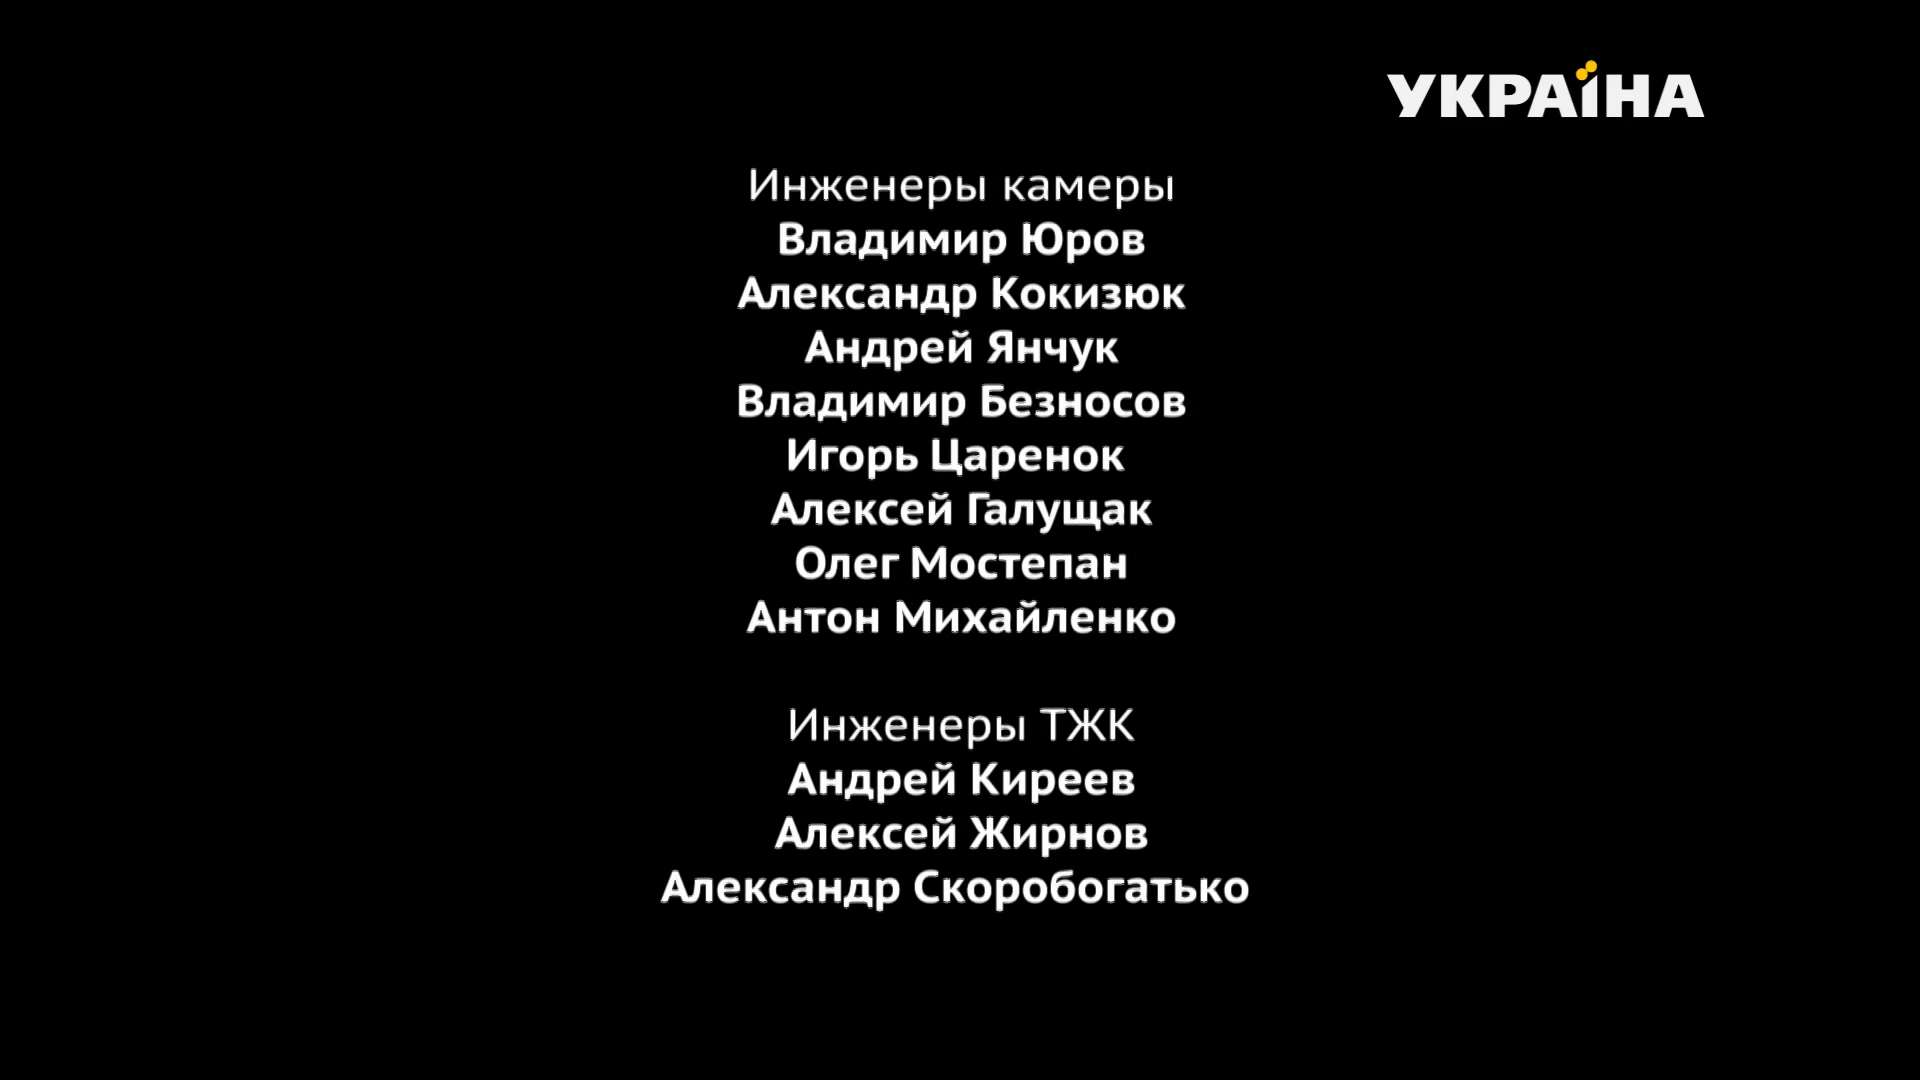 УКРАЇНА
Инженеры камеры
Владимир Юров
Александр Кокизюк
Андрей Янчук
Владимир Безносов
Игорь Царенок
Алексей Галущак
Олег Мостепан
Антон Михайленко
Инженеры ТЖК
Андрей Киреев
Алексей Жирнов
Александр Скоробогатько